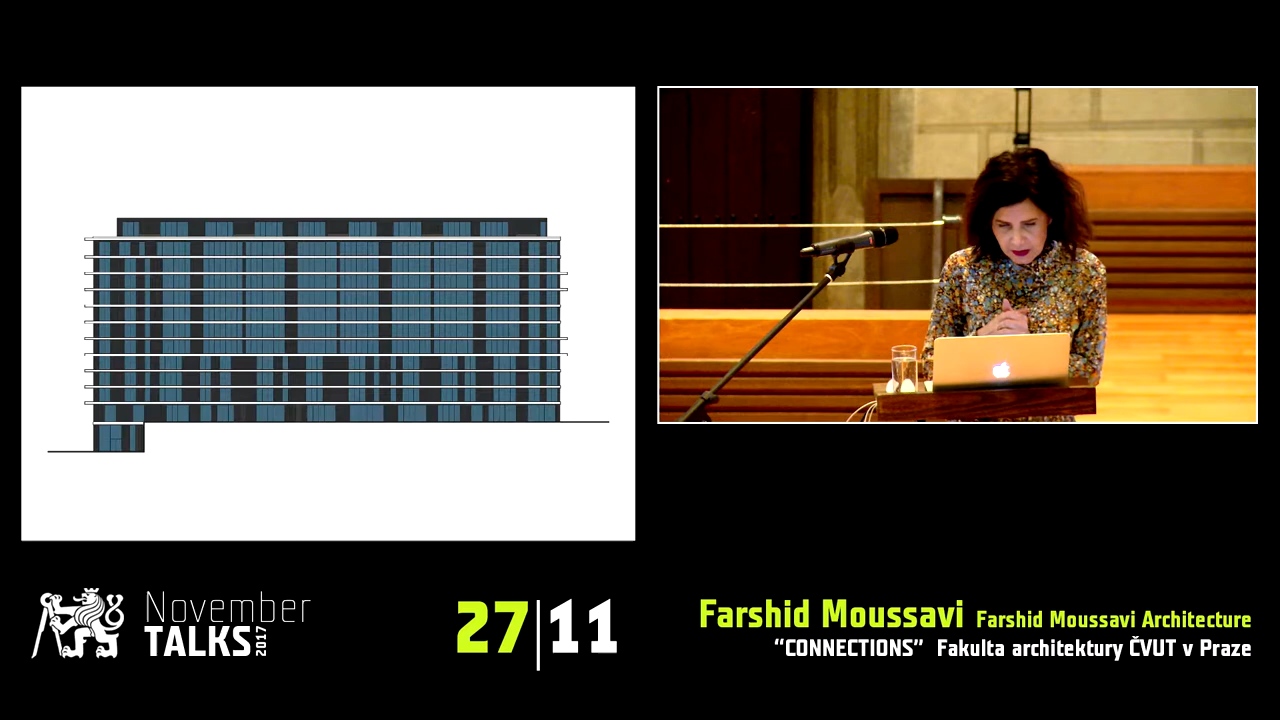 November
TALKS 2017
27|11
Farshid Moussavi Farshid Moussavi Architecture
“CONNECTIONS” Fakulta architektury ČVUT v Praze